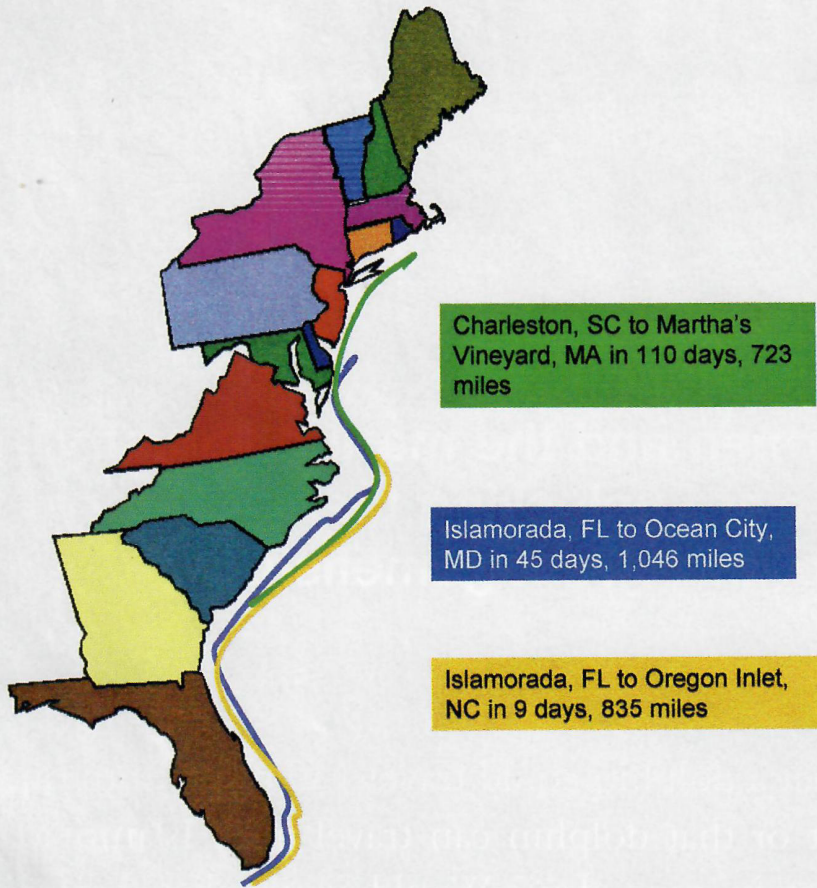 Charleston, SC to Martha's
Vineyard, MA in 110 days, 723
miles
Islamorada, FL to Ocean City,
MD in 45 days, 1,046 miles
Islamorada, FL to Oregon Inlet,
NC in 9 days, 835 miles